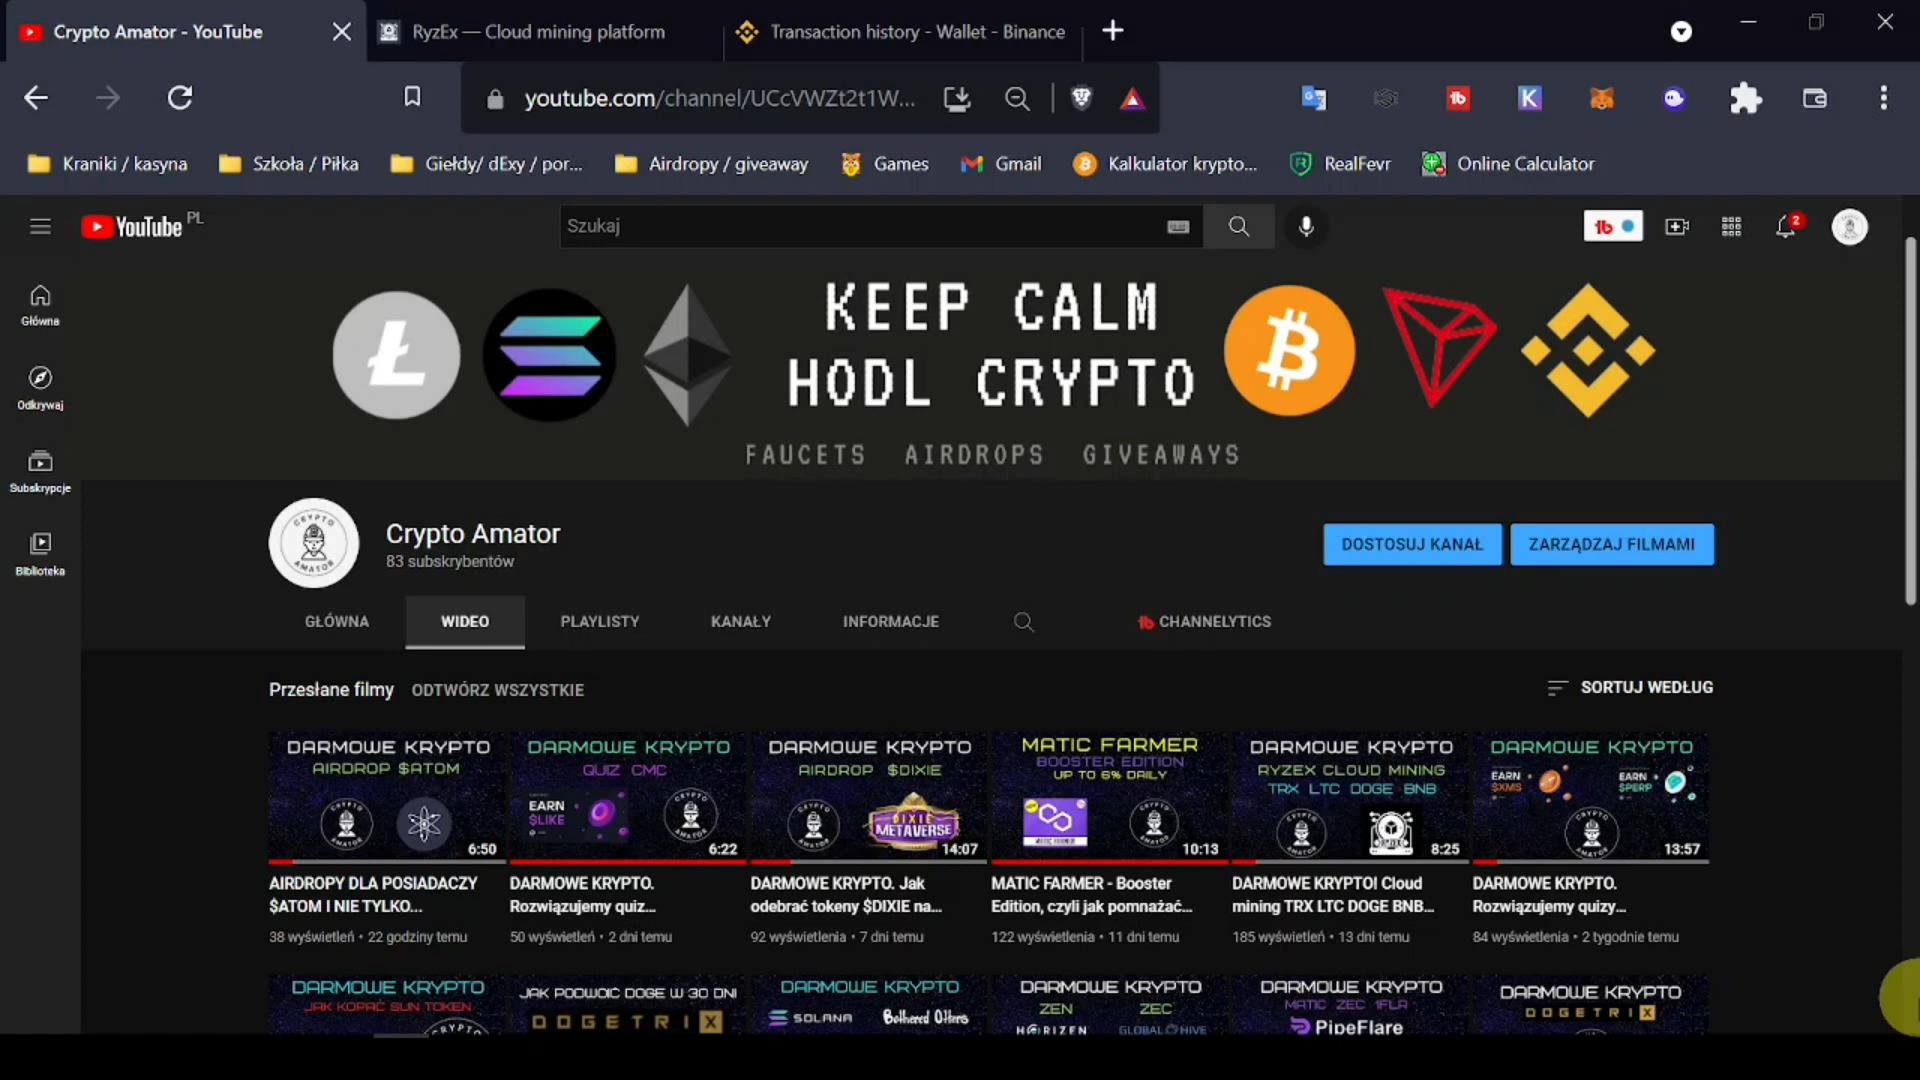 Crypto Amator - YouTube
RyzEx — Cloud mining platform
Transaction history - Wallet - Binance
youtube.com/channel/UCcVWZt2t1W...
Kraniki / kasyna
Szkoła / Piłka
Giełdy/ dExy / por...
Airdropy / giveaway
Games
Gmail
Kalkulator krypto...
RealFevr
Online Calculator
YouTube PL
Szukaj
2
Główna
Odkrywaj
Subskrypcje
Biblioteka
KEEP CALM
HODL CRYPTO
FAUCETS AIRDROPS GIVEAWAYS
CRYPTO
AMATOR
Crypto Amator
83 subskrybentów
DOSTOSUJ KANAŁ
ZARZĄDZAJ FILMAMI
GŁÓWNA
WIDEO
PLAYLISTY
KANAŁY
INFORMACJE
CHANNELYTICS
Przesłane filmy
ODTWÓRZ WSZYSTKIE
SORTUJ WEDŁUG
DARMOWE KRYPTO
AIRDROP $ATOM
6:50
AIRDROPY DLA POSIADACZY
$ATOM I NIE TYLKO...
38 wyświetleń • 22 godziny temu
DARMOWE KRYPTO
QUIZ CMC
EARN
$LIKE
6:22
DARMOWE KRYPTO.
Rozwiązujemy quiz...
50 wyświetleń • 2 dni temu
DARMOWE KRYPTO
AIRDROP $DIXIE
DIXIE
METAVERSE
14:07
DARMOWE KRYPTO. Jak
odebrać tokeny $DIXIE na...
92 wyświetlenia • 7 dni temu
MATIC FARMER
BOOSTER EDITION
UP TO 6% DAILY
MATIC FARMER
10:13
MATIC FARMER - Booster
Edition, czyli jak pomnażać...
122 wyświetlenia • 11 dni temu
DARMOWE KRYPTO
RYZEX CLOUD MINING
TRX LTC DOGE BNB
8:25
DARMOWE KRYPTO! Cloud
mining TRX LTC DOGE BNB...
185 wyświetleń • 13 dni temu
DARMOWE KRYPTO
EARN
$XMS
EARN
$PERP
13:57
DARMOWE KRYPTO.
Rozwiązujemy quizy...
84 wyświetlenia • 2 tygodnie temu
DARMOWE KRYPTO
JAK KOPAĆ SUN TOKEN
JAK PODWOIC DOGE W 30 DNI
DOGETRIX
DARMOWE KRYPTO
SOLANA
Bothered Otters
DARMOWE KRYPTO
ZEN ZEC
HORIZEN GLOBAL HIVE
DARMOWE KRYPTO
MATIC ZEC 1FLR
PipeFlare
DARMOWE KRYPTO
DOGETRIX